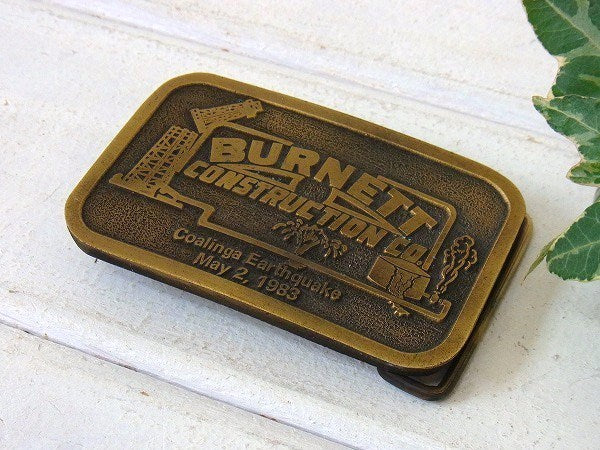 BURNETT
CONSTRUCTION CO.
Coalinga Earthquake
May 2, 1983